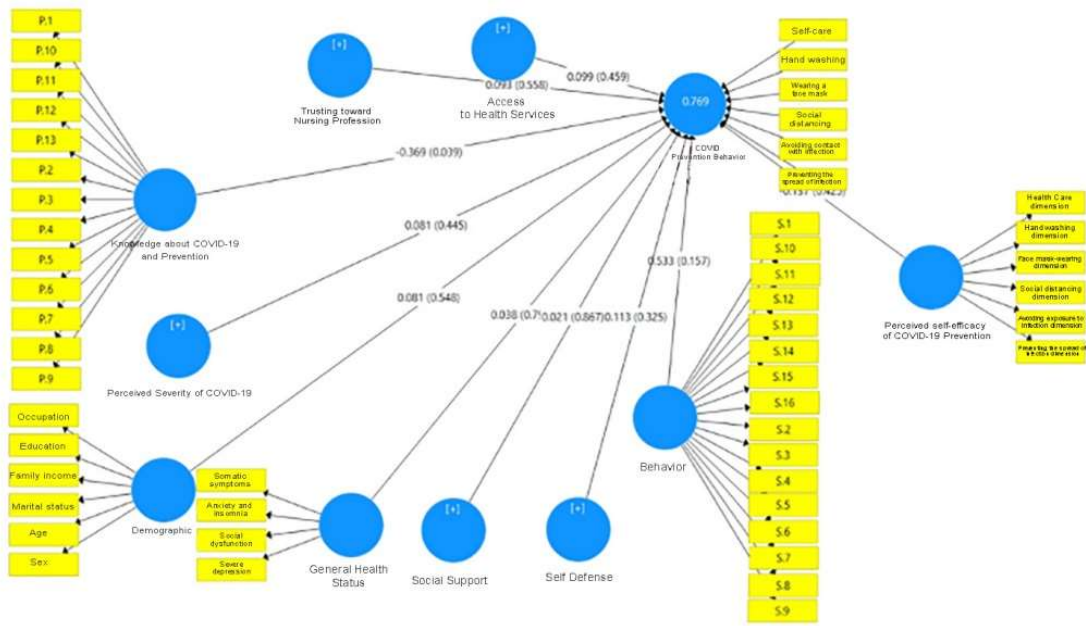 P.1
P.10
P.11
P.12
P.13
P.2
P.3
P.4
P.5
P.6
P.7
P.8
P.9
Knowledge about COVID-19
and Prevention
[+]
Trusting toward
Nursing Profession
[+]
Access
to Health Services
0.093 (0.558)
0.099 (0.459)
0.769
COVID
Prevention Behavior
Self-care
Hand washing
Wearing a
face mask
Social
distancing
Avoiding contact
with infection
Preventing the
spread of infection
-0.369 (0.039)
0.081 (0.445)
0.081 (0.548)
0.021 (0.867)
0.113 (0.325)
0.533 (0.157)
[+]
Perceived Severity of COVID-19
Occupation
Education
Family income
Marital status
Age
Sex
Demographic
Somatic
symptoma
Anxiety and
insomnia
Social
dysfunction
Severe
depression
General Health
Status
[+]
Social Support
[+]
Self Defense
Behavior
S.1
S.10
S.11
S.12
S.13
S.14
S.15
S.16
S.2
S.3
S.4
S.5
S.6
S.7
S.8
S.9
Perceived self-efficacy
of COVID-19 Prevention
Health Care
dimension
Hand washing
dimension
Face mask-wearing
dimension
Social distancing
dimension
Avoiding exposure to
infection dimension